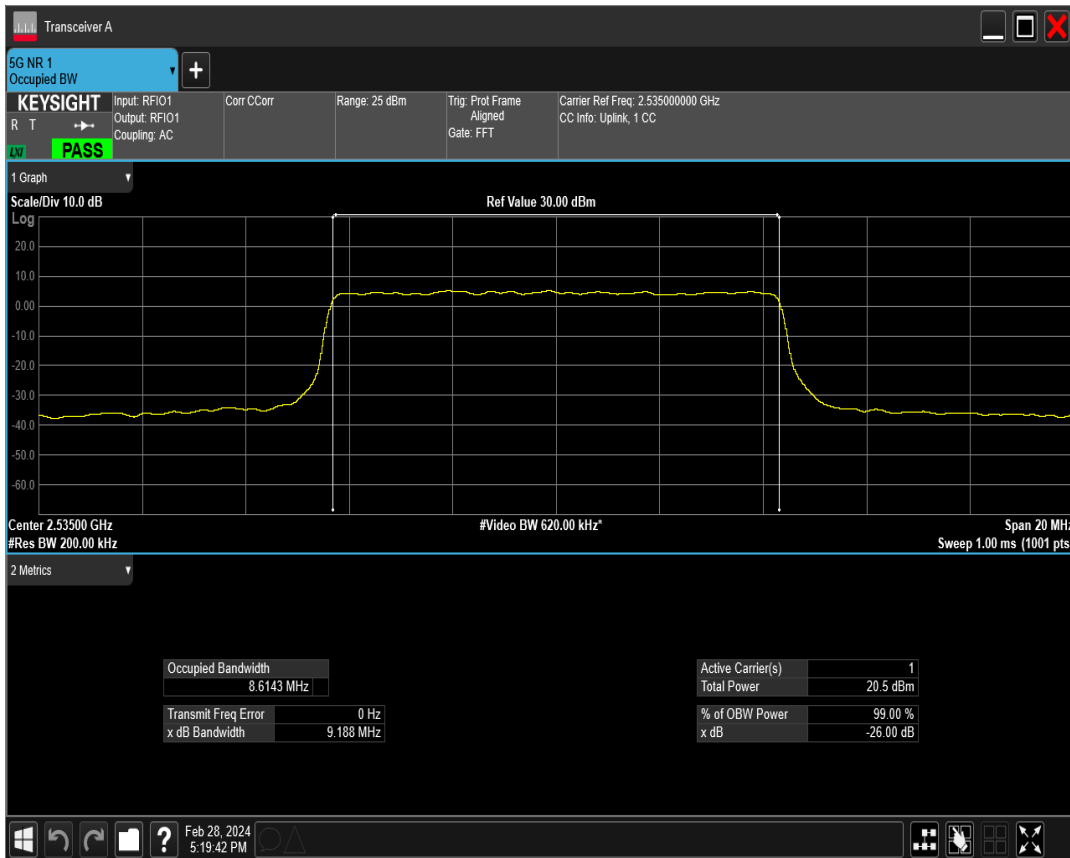 Transceiver A
5G NR 1
Occupied BW
+
KEYSIGHT
R T
LXI PASS
Input: RFIO1
Output: RFIO1
Coupling: AC
Corr CCorr
Range: 25 dBm
Trig: Prot Frame
Aligned
Gate: FFT
Carrier Ref Freq: 2.535000000 GHz
CC Info: Uplink, 1 CC
1 Graph
Scale/Div 10.0 dB
Ref Value 30.00 dBm
Log
20.0
10.0
0.00
-10.0
-20.0
-30.0
-40.0
-50.0
-60.0
Center 2.53500 GHz
#Video BW 620.00 kHz*
Span 20 MHz
#Res BW 200.00 kHz
Sweep 1.00 ms (1001 pts
2 Metrics
Occupied Bandwidth
8.6143 MHz
Transmit Freq Error 0 Hz
x dB Bandwidth 9.188 MHz
Active Carrier(s) 1
Total Power 20.5 dBm
% of OBW Power 99.00 %
x dB -26.00 dB
?
Feb 28, 2024
5:19:42 PM